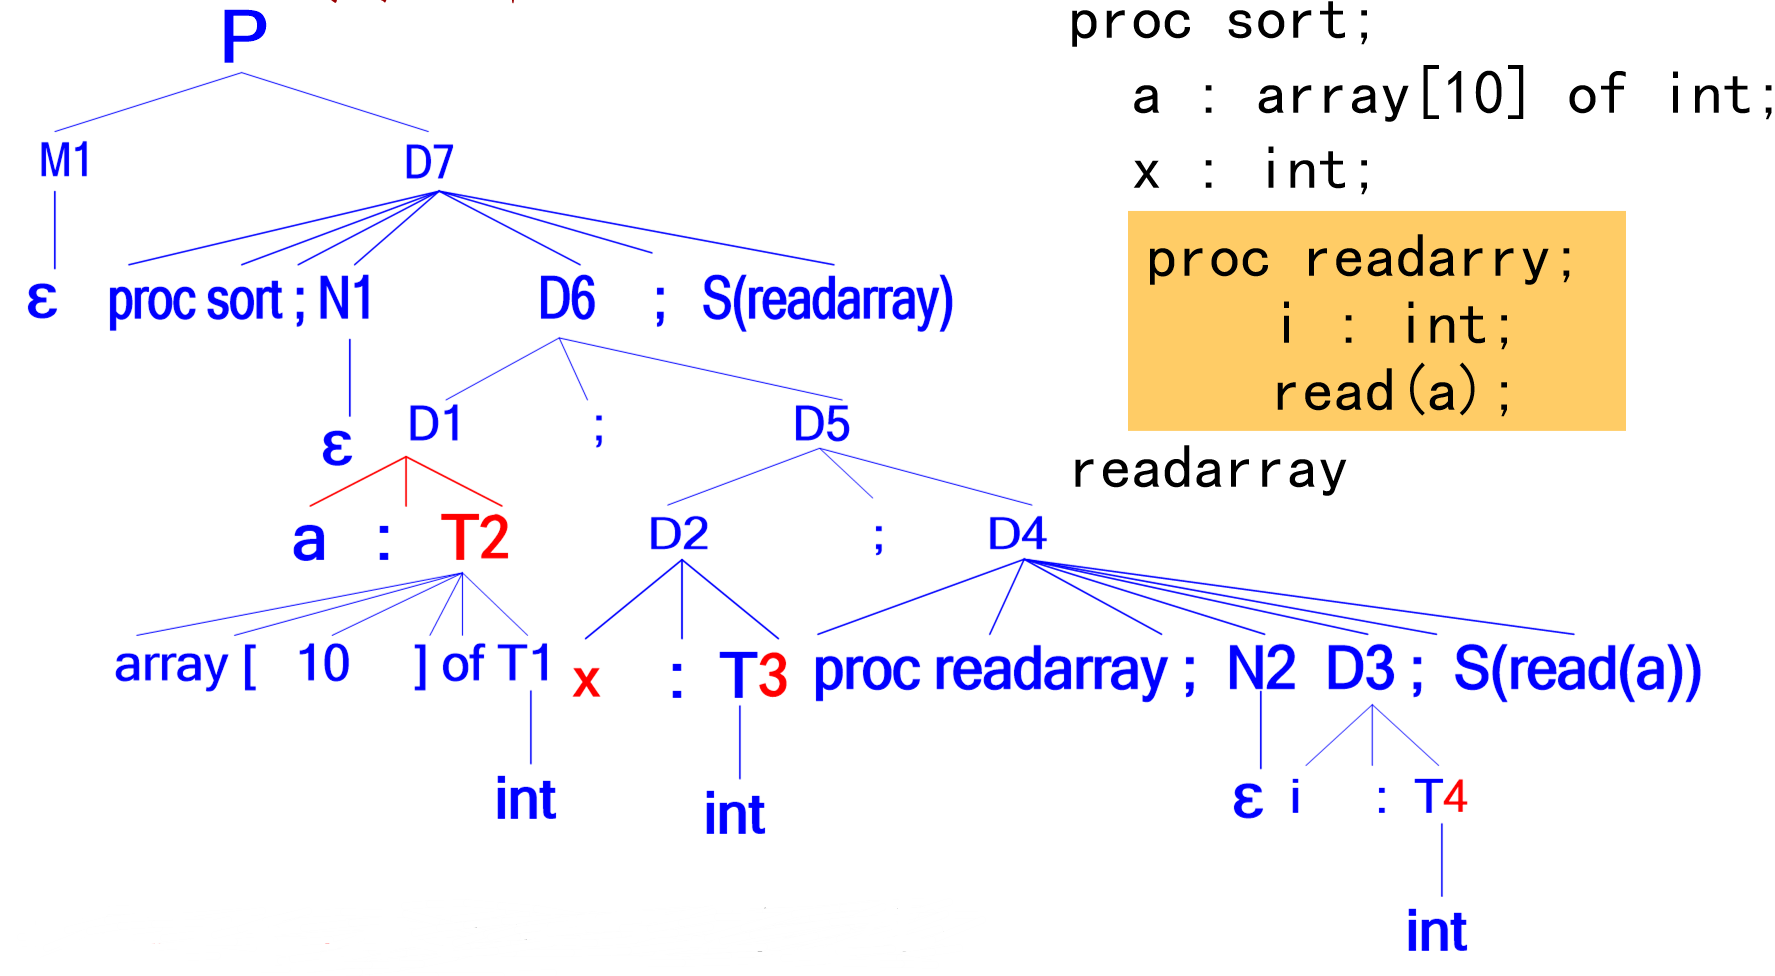 P
proc sort;
a : array[10] of int;
x : int;
proc readarry;
i : int;
read(a);
readarray
M1 D7
ε proc sort ; N1 D6 ; S(readarray)
ε D1 ; D5
a : T2 D2 ; D4
array [ 10 ] of T1 x : T3 proc readarray ; N2 D3 ; S(read(a))
int int ε i : T4
int